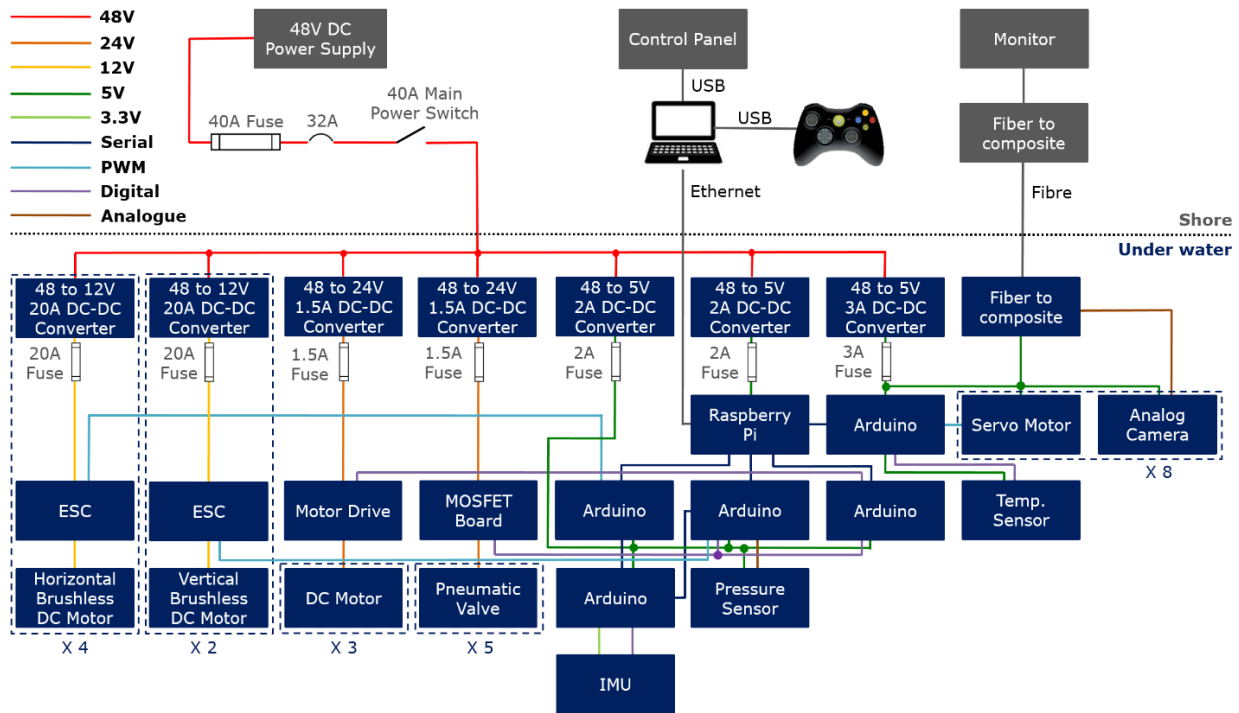 48V
24V
12V
5V
3.3V
Serial
PWM
Digital
Analogue
48V DC
Power Supply
40A Fuse
32A
40A Main
Power Switch
Control Panel
USB
USB
Ethernet
Monitor
Fiber to
composite
Fibre
Shore
Under water
48 to 12V
20A DC-DC
Converter
48 to 12V
20A DC-DC
Converter
48 to 24V
1.5A DC-DC
Converter
48 to 24V
1.5A DC-DC
Converter
48 to 5V
2A DC-DC
Converter
48 to 5V
2A DC-DC
Converter
48 to 5V
3A DC-DC
Converter
Fiber to
composite
20A
Fuse
20A
Fuse
1.5A
Fuse
1.5A
Fuse
2A
Fuse
2A
Fuse
3A
Fuse
Raspberry
Pi
Arduino
Servo Motor
Analog
Camera
X 8
ESC
ESC
Motor Drive
MOSFET
Board
Arduino
Arduino
Arduino
Temp.
Sensor
Horizontal
Brushless
DC Motor
Vertical
Brushless
DC Motor
DC Motor
Pneumatic
Valve
Arduino
Pressure
Sensor
X 4
X 2
X 3
X 5
IMU